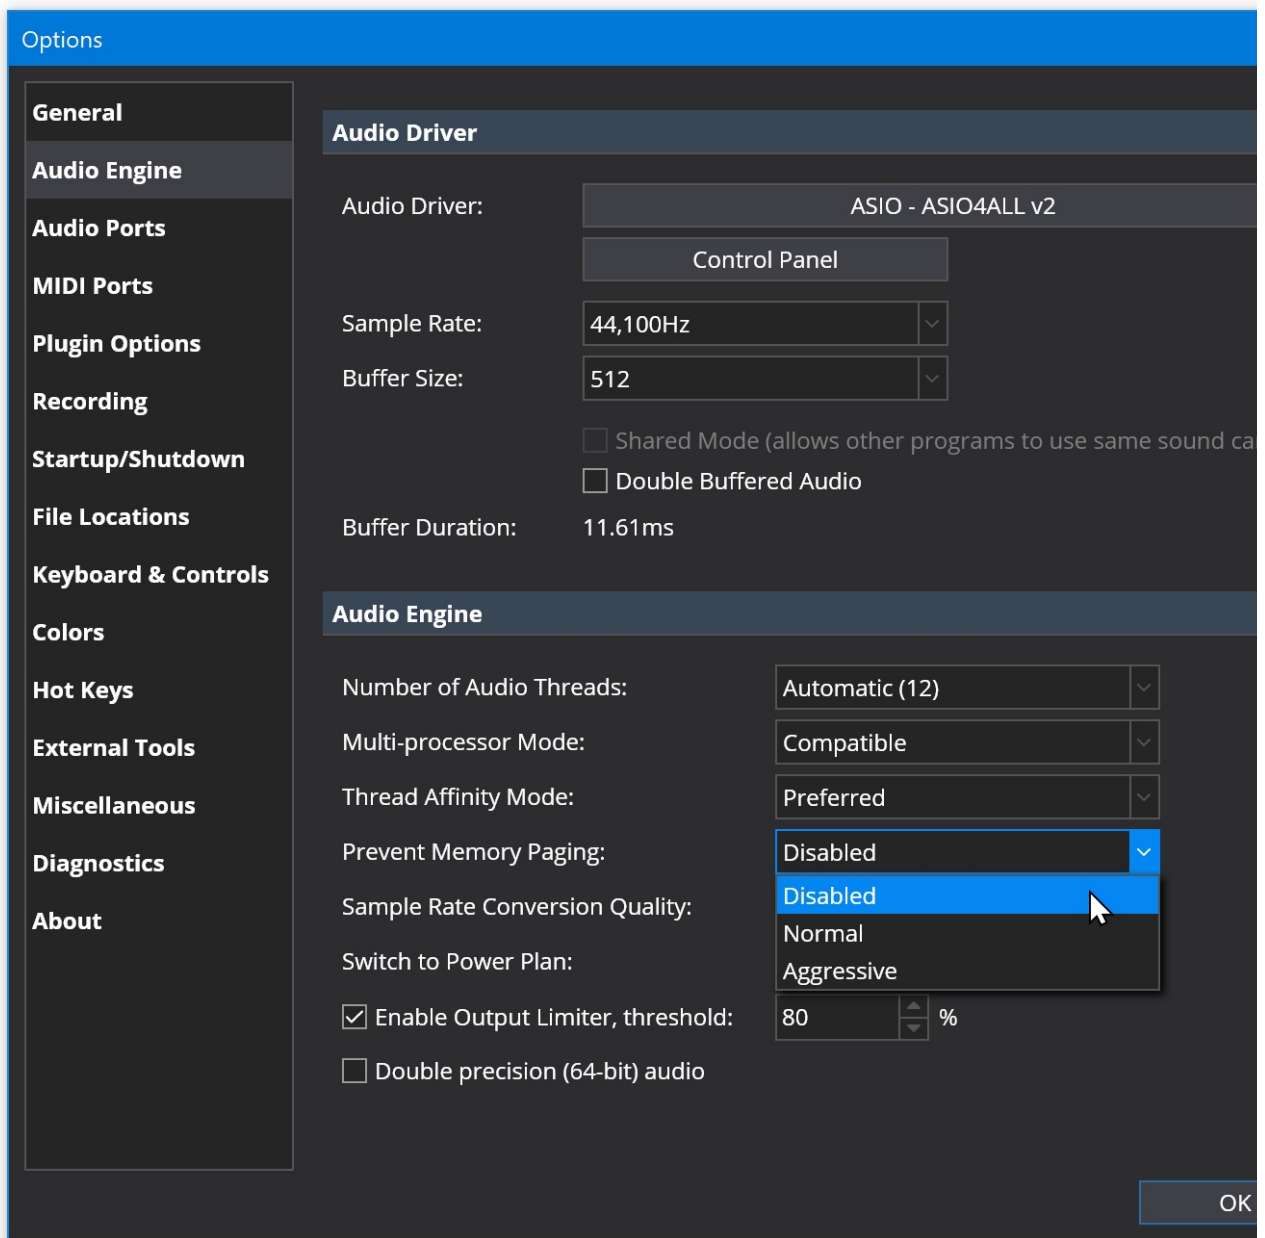 Options
General
Audio Engine
Audio Ports
MIDI Ports
Plugin Options
Recording
Startup/Shutdown
File Locations
Keyboard & Controls
Colors
Hot Keys
External Tools
Miscellaneous
Diagnostics
About
Audio Driver
Audio Driver: ASIO - ASIO4ALL v2
Control Panel
Sample Rate: 44,100Hz
Buffer Size: 512
Shared Mode (allows other programs to use same sound
Double Buffered Audio
Buffer Duration: 11.61ms
Audio Engine
Number of Audio Threads: Automatic (12)
Multi-processor Mode: Compatible
Thread Affinity Mode: Preferred
Prevent Memory Paging: Disabled
Disabled
Sample Rate Conversion Quality:
Normal
Switch to Power Plan:
Aggressive
Enable Output Limiter, threshold: 80 %
Double precision (64-bit) audio
OK